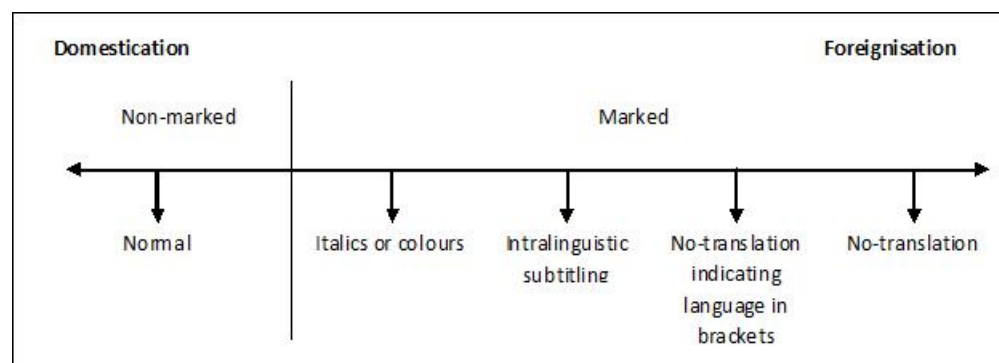 Domestication Foreignisation
Non-marked Marked
Normal Italics or colours Intralinguistic No-translation No-translation
subtitling indicating
language in
brackets